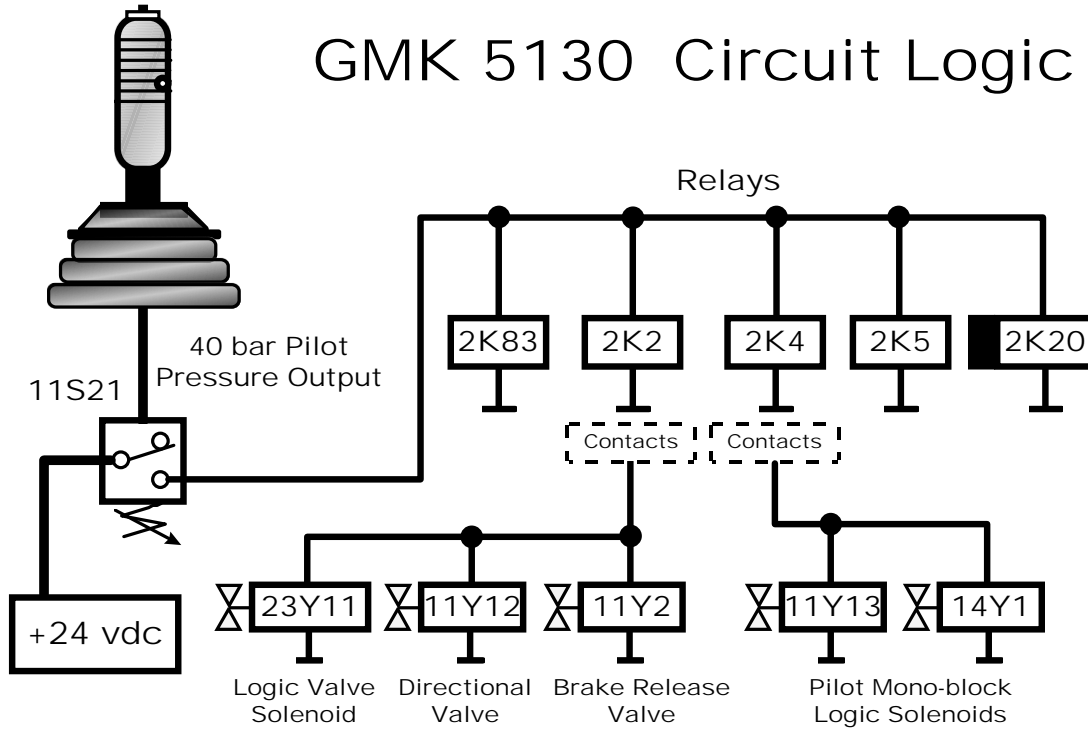 GMK 5130 Circuit Logic
Relays
2K83 2K2 2K4 2K5 2K20
40 bar Pilot
Pressure Output
11S21
Contacts Contacts
+24 vdc
23Y11 11Y12 11Y2 11Y13 14Y1
Logic Valve
Solenoid
Directional
Valve
Brake Release
Valve
Pilot Mono-block
Logic Solenoids